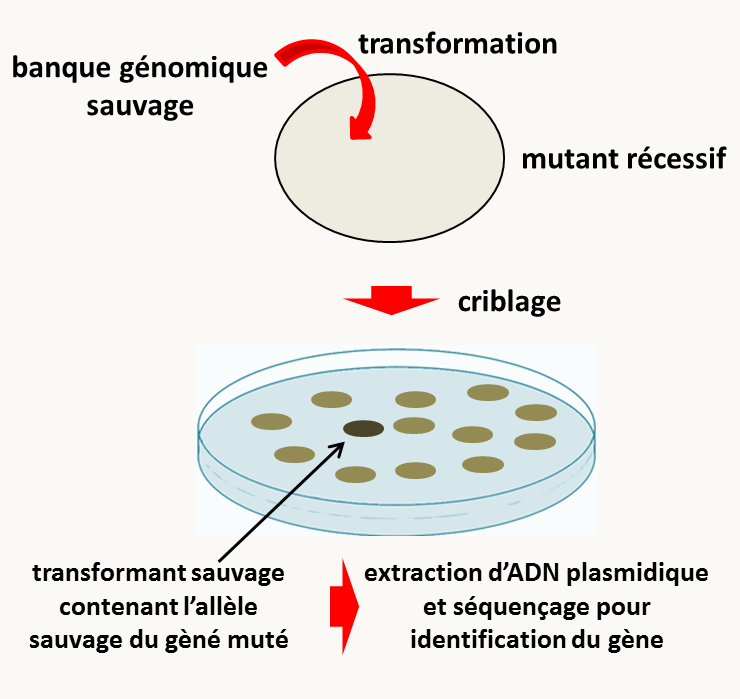 transformation
banque génomique
sauvage
mutant récessif
criblage
transformant sauvage
contenant l'allèle
sauvage du gèné muté
extraction d'ADN plasmidique
et séquençage pour
identification du gène